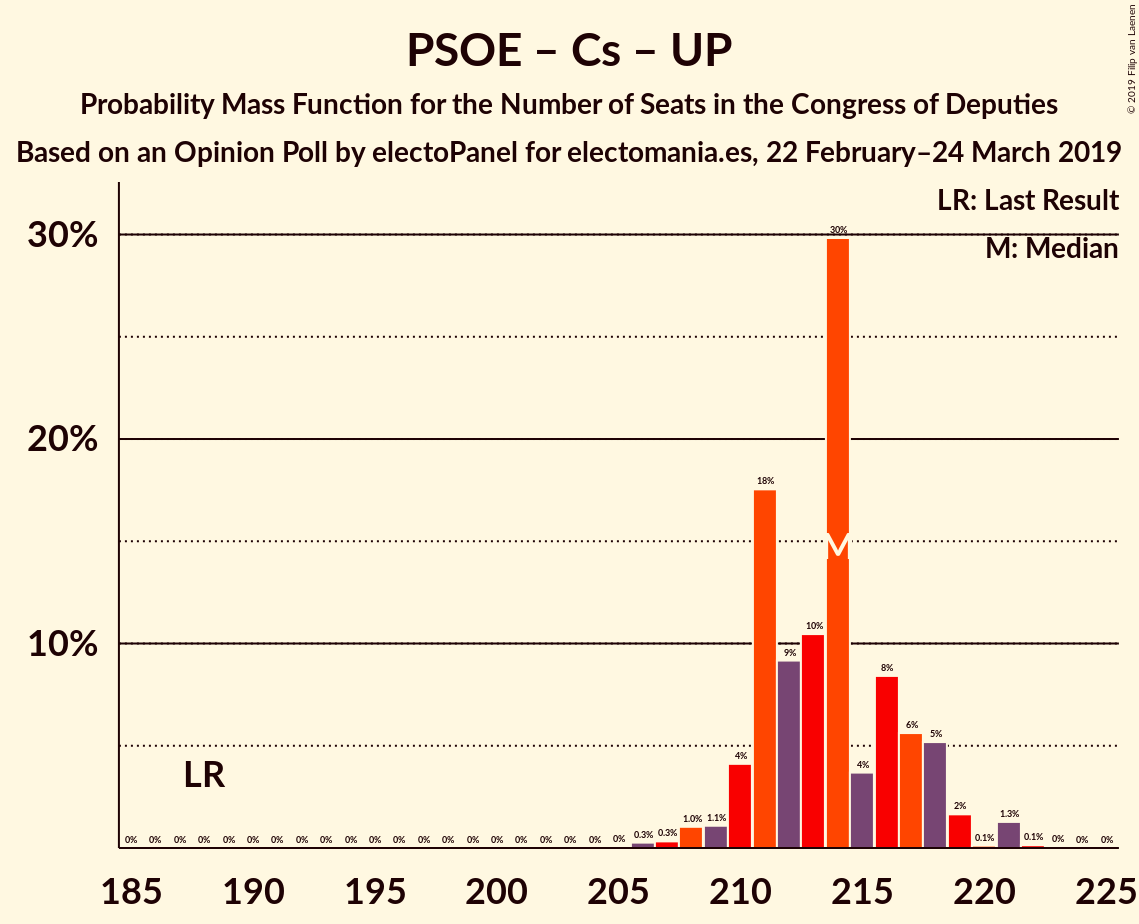 PSOE – Cs – UP
Probability Mass Function for the Number of Seats in the Congress of Deputies
Based on an Opinion Poll by electoPanel for electomania.es, 22 February–24 March 2019
© 2019 Filip van Laenen
LR: Last Result
M: Median
30%
20%
10%
LR
M
0% 0% 0% 0% 0% 0% 0% 0% 0% 0% 0% 0% 0% 0% 0% 0% 0% 0% 0% 0% 0% 0.3% 0.3% 1.0% 1.1% 4% 18% 9% 10% 30% 4% 8% 6% 5% 2% 0.1% 1.3% 0.1% 0% 0% 0%
185 190 195 200 205 210 215 220 225